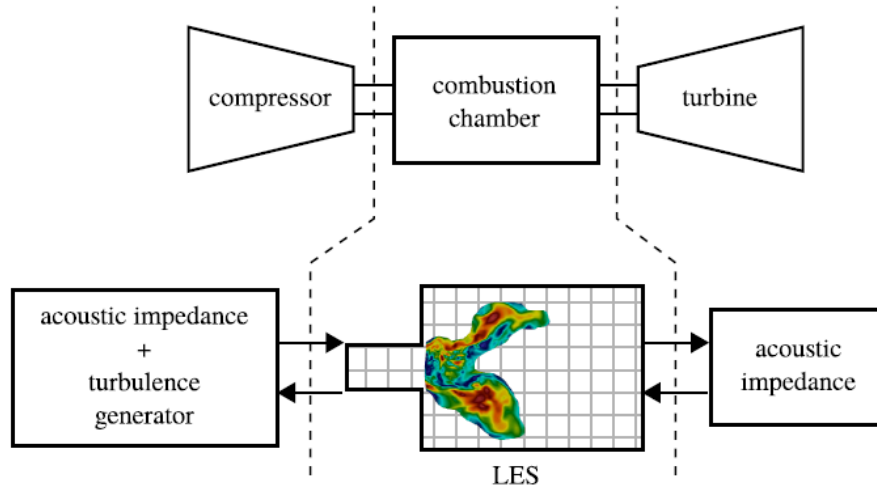 compressor
combustion
chamber
turbine
acoustic impedance
+
turbulence
generator
acoustic
impedance
LES